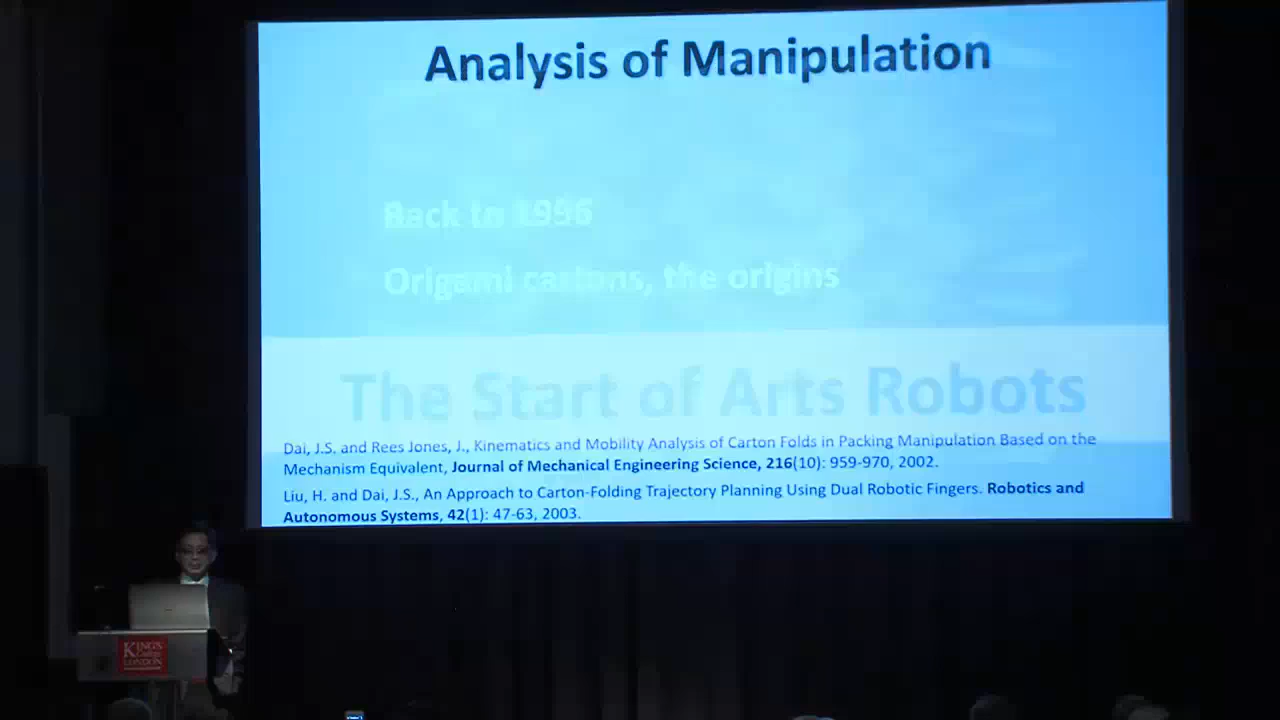 Analysis of Manipulation
Back to 1996
Origami cartons, the origins
The Start of Arts Robots
Dai, J.S. and Rees Jones, J., Kinematics and Mobility Analysis of Carton Folds in Packing Manipulation Based on the
Mechanism Equivalent, Journal of Mechanical Engineering Science, 216(10): 959-970, 2002.
Liu, H. and Dai, J.S., An Approach to Carton-Folding Trajectory Planning Using Dual Robotic Fingers. Robotics and
Autonomous Systems, 42(1): 47-63, 2003.
KING'S
College
LONDON